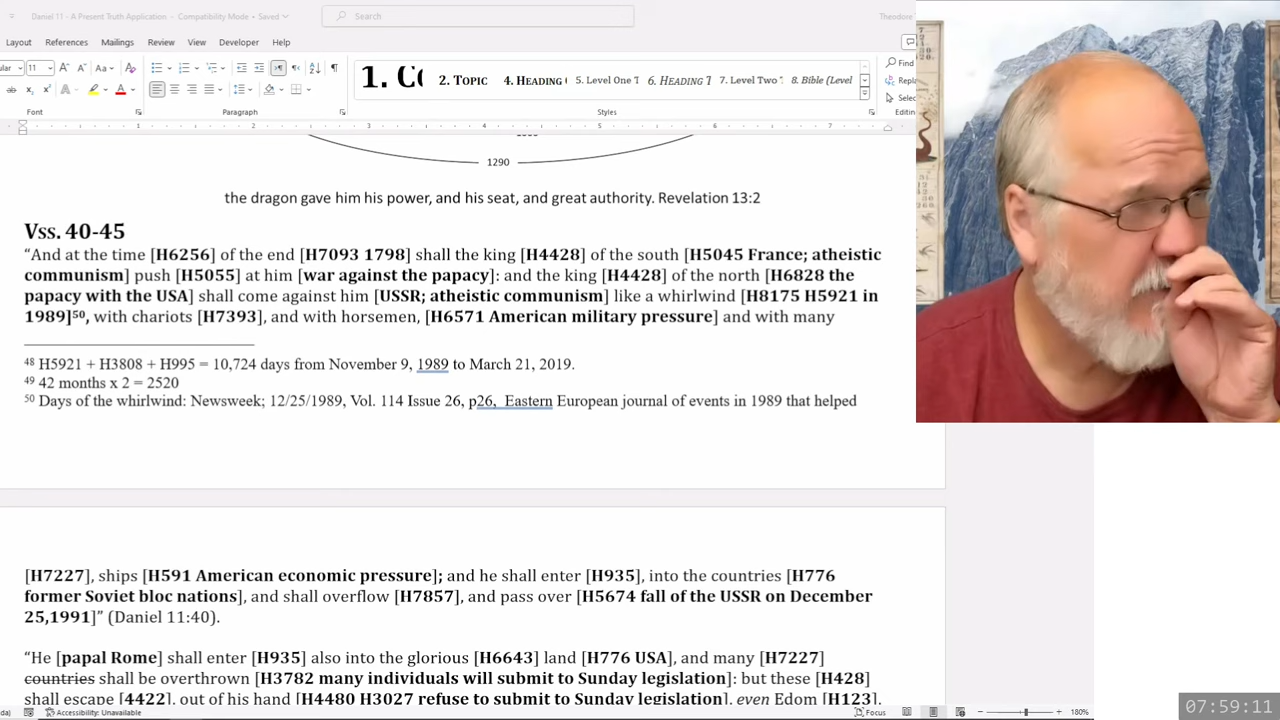 Daniel 11 - A Present Truth Application - Compatibility Mode • Saved
Search
Theodore
Layout References Mailings Review View Developer Help
11 Aa
Find
1. 2. Topic 4. Heading 5. Level One 6. Heading 7. Level Two 8. Bible (Level
Font Paragraph Styles
1 2 3 4 5 6 7
1290
the dragon gave him his power, and his seat, and great authority. Revelation 13:2
Vss. 40-45
“And at the time [H6256] of the end [H7093 1798] shall the king [H4428] of the south [H5045 France; atheistic
communism] push [H5055] at him [war against the papacy]: and the king [H4428] of the north [H6828 the
papacy with the USA] shall come against him [USSR; atheistic communism] like a whirlwind [H8175 H5921 in
1989]⁵⁰, with chariots [H7393], and with horsemen, [H6571 American military pressure] and with many
⁴⁸ H5921 + H3808 + H995 = 10,724 days from November 9, 1989 to March 21, 2019.
⁴⁹ 42 months x 2 = 2520
⁵⁰ Days of the whirlwind: Newsweek; 12/25/1989, Vol. 114 Issue 26, p26, Eastern European journal of events in 1989 that helped
[H7227], ships [H591 American economic pressure]; and he shall enter [H935], into the countries [H776
former Soviet bloc nations], and shall overflow [H7857], and pass over [H5674 fall of the USSR on December
25,1991]” (Daniel 11:40).
“He [papal Rome] shall enter [H935] also into the glorious [H6643] land [H776 USA], and many [H7227]
countries shall be overthrown [H3782 many individuals will submit to Sunday legislation]: but these [H428]
shall escape [4422], out of his hand [H4480 H3027 refuse to submit to Sunday legislation], even Edom [H123],
Accessibility: Unavailable
Focus
180%
07:59:11